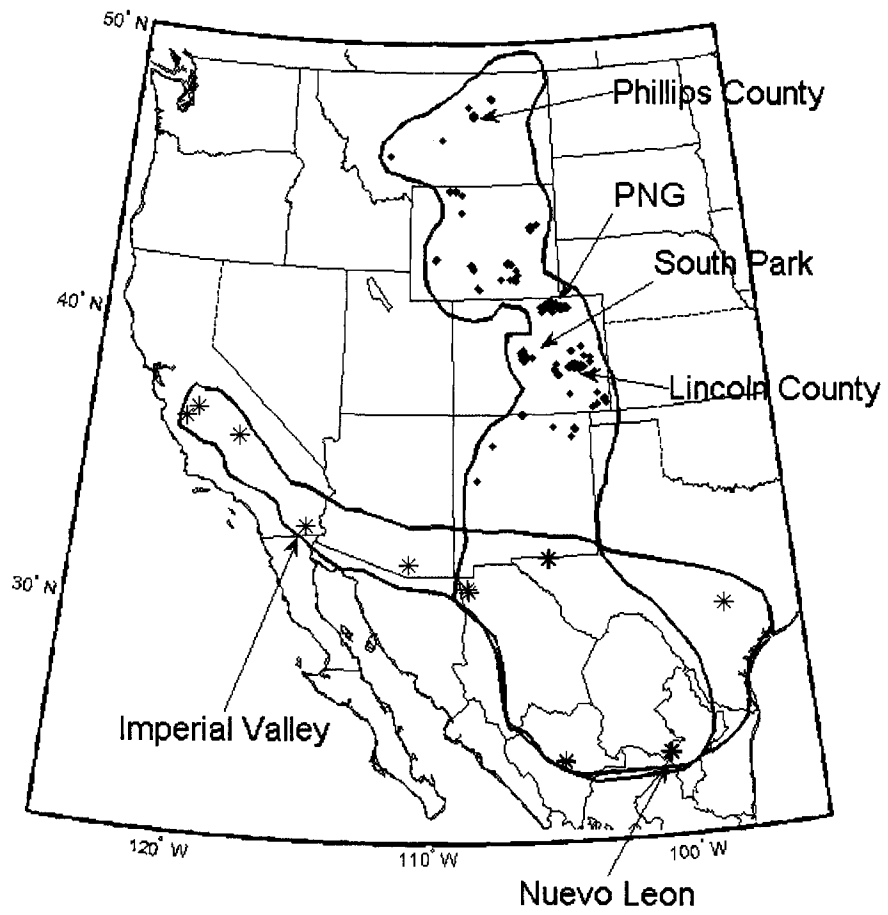 50° N
Phillips County
PNG
South Park
40° N
Lincoln County
30° N
Imperial Valley
120° W
110° W
100° W
Nuevo Leon